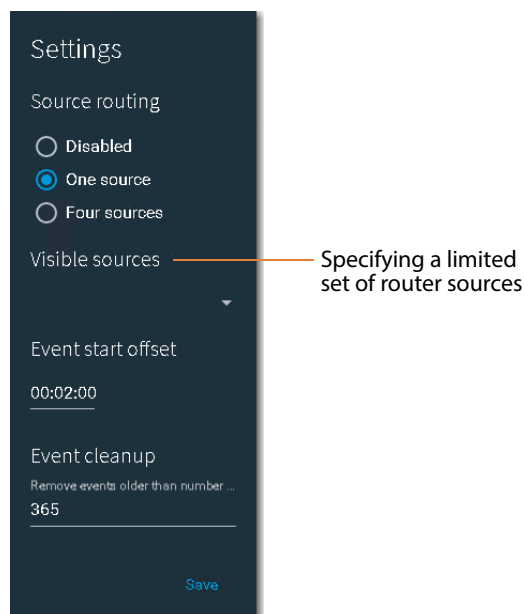 Settings
Source routing
Disabled
One source
Four sources
Visible sources
Specifying a limited
set of router sources
Event start offset
00:02:00
Event cleanup
Remove events older than number ...
365
Save